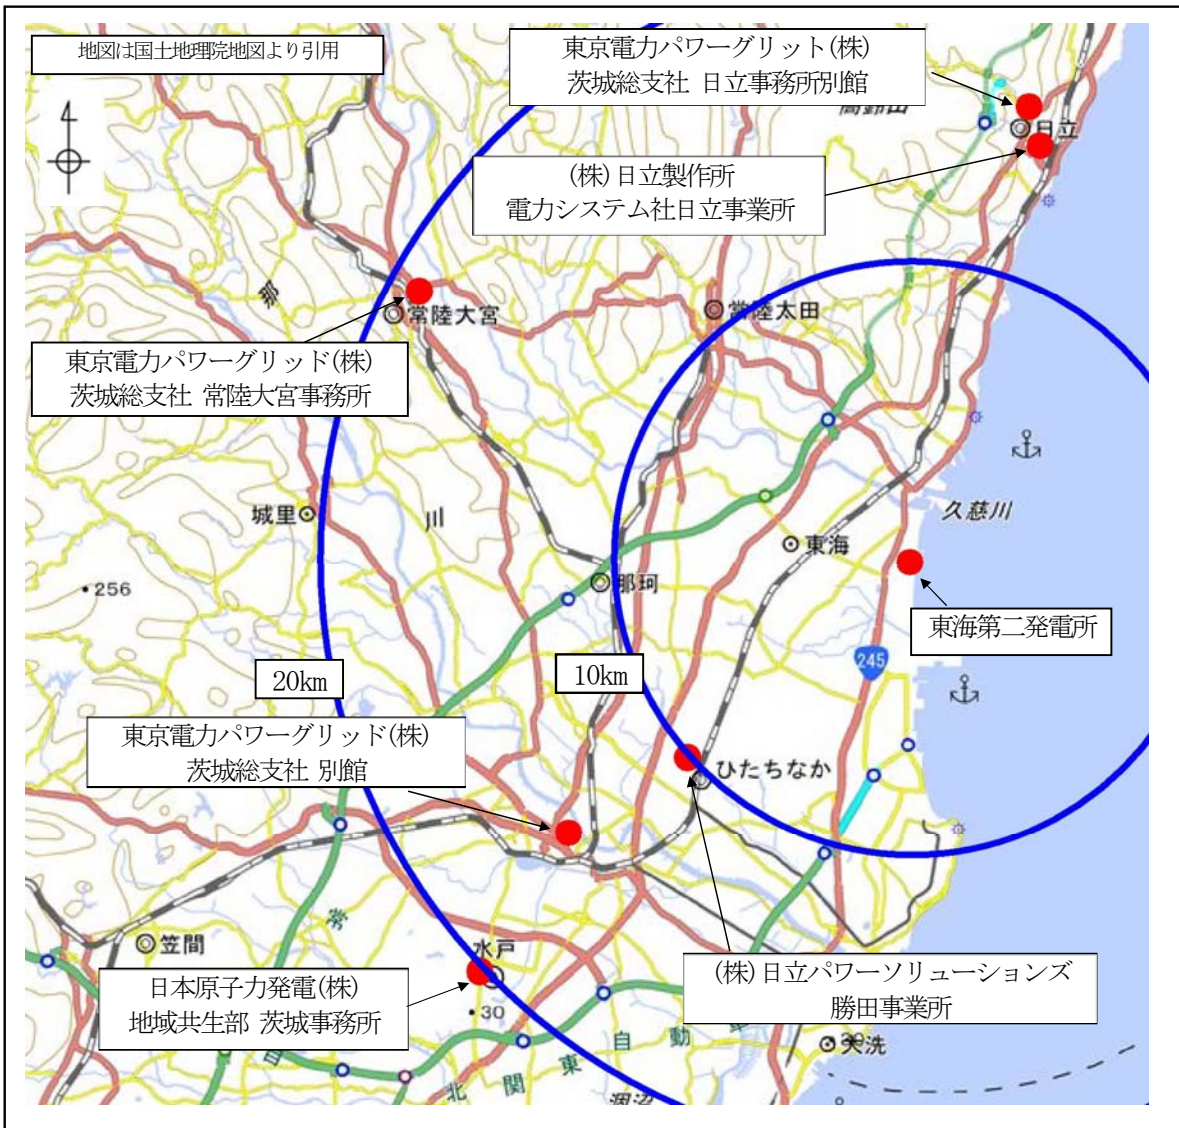 地図は国土地理院地図より引用
東京電力パワーグリット(株)
茨城総支社 日立事務所別館
日立
(株)日立製作所
電力システム社日立事業所
那
常陸大宮
常陸太田
東京電力パワーグリッド(株)
茨城総支社 常陸大宮事務所
城里
川
久慈川
東海
256
那珂
東海第二発電所
20km
10km
245
東京電力パワーグリッド(株)
茨城総支社 別館
ひたちなか
常
笠間
水戸
日本原子力発電(株)
地域共生部 茨城事務所
30
(株)日立パワーソリューションズ
勝田事業所
自
北関東自動車
大洗
涸沼